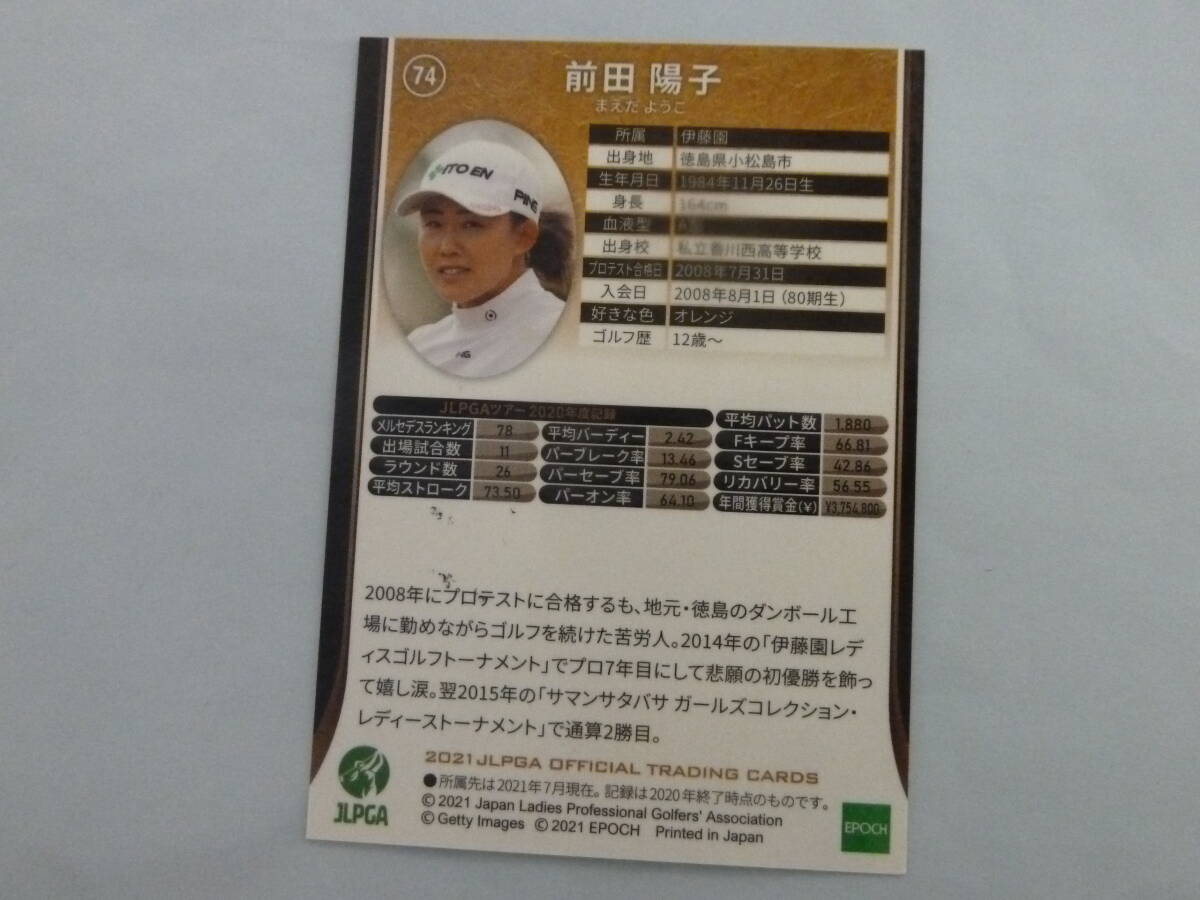 74
前田 陽子
まえだ ようこ
ITO EN
PING
所属 伊藤園
出身地 徳島県小松島市
生年月日 1984年11月26日生
身長 164cm
血液型
出身校 私立香川西高等学校
プロテスト合格日 2008年7月31日
入会日 2008年8月1日（80期生）
好きな色 オレンジ
ゴルフ歴 12歳～
JLPGAツアー 2020年度記録
メルセデスランキング 78
出場試合数 11
ラウンド数 26
平均ストローク 73.50
平均バーディー 2.42
パーブレーク率 13.46
パーセーブ率 79.06
パーオン率 64.10
平均パット数 1.880
Fキープ率 66.81
Sセーブ率 42.86
リカバリー率 56.55
年間獲得賞金(¥) ¥3,754,800
2008年にプロテストに合格するも、地元・徳島のダンボール工
場に勤めながらゴルフを続けた苦労人。2014年の「伊藤園レデ
ィスゴルフトーナメント」でプロ7年目にして悲願の初優勝を飾っ
て嬉し涙。翌2015年の「サマンサタバサ ガールズコレクション・
レディーストーナメント」で通算2勝目。
JLPGA
2021 JLPGA OFFICIAL TRADING CARDS
●所属先は2021年7月現在。記録は2020年終了時点のものです。
© 2021 Japan Ladies Professional Golfers' Association
© Getty Images © 2021 EPOCH Printed in Japan
EPOCH